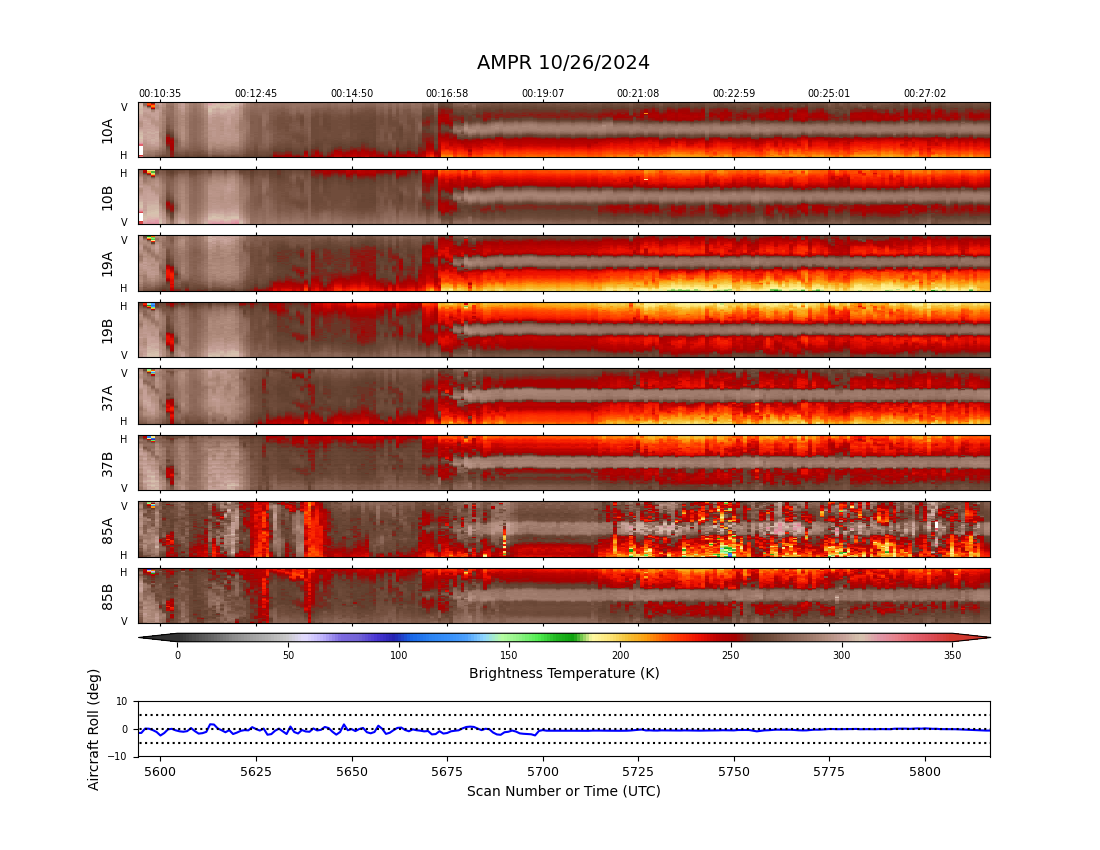 AMPR 10/26/2024
00:10:35 00:12:45 00:14:50 00:16:58 00:19:07 00:21:08 00:22:59 00:25:01 00:27:02
V
10A
H
H
10B
V
V
19A
H
H
19B
V
V
37A
H
H
37B
V
V
85A
H
H
85B
V
0 50 100 150 200 250 300 350
Brightness Temperature (K)
Aircraft Roll (deg)
10
0
−10
5600 5625 5650 5675 5700 5725 5750 5775 5800
Scan Number or Time (UTC)